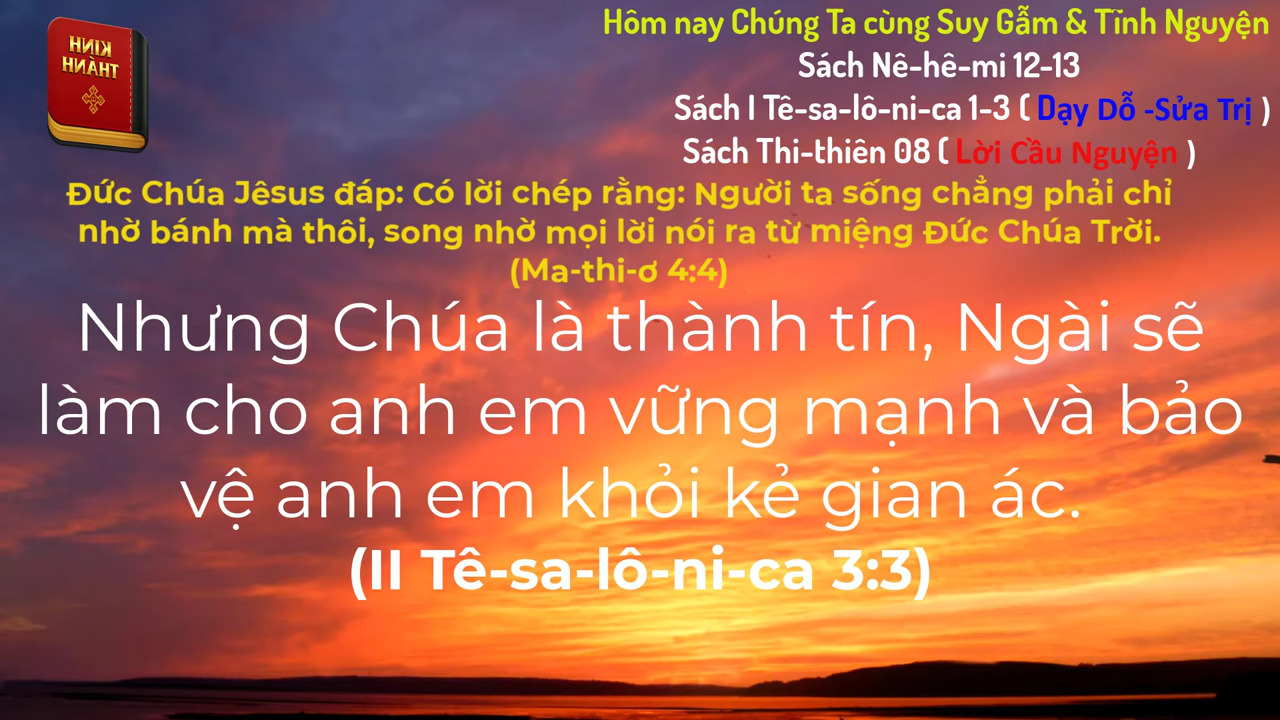 KINH
THÀNH
Hôm nay Chúng Ta cùng Suy Gẫm & Tĩnh Nguyện
Sách Nê-hê-mi 12-13
Sách I Tê-sa-lô-ni-ca 1-3 ( Dạy Dỗ -Sửa Trị )
Sách Thi-thiên 08 ( Lời Cầu Nguyện )
Đức Chúa Jêsus đáp: Có lời chép rằng: Người ta sống chẳng phải chỉ
nhờ bánh mà thôi, song nhờ mọi lời nói ra từ miệng Đức Chúa Trời.
(Ma-thi-ơ 4:4)
Nhưng Chúa là thành tín, Ngài sẽ
làm cho anh em vững mạnh và bảo
vệ anh em khỏi kẻ gian ác.
(II Tê-sa-lô-ni-ca 3:3)